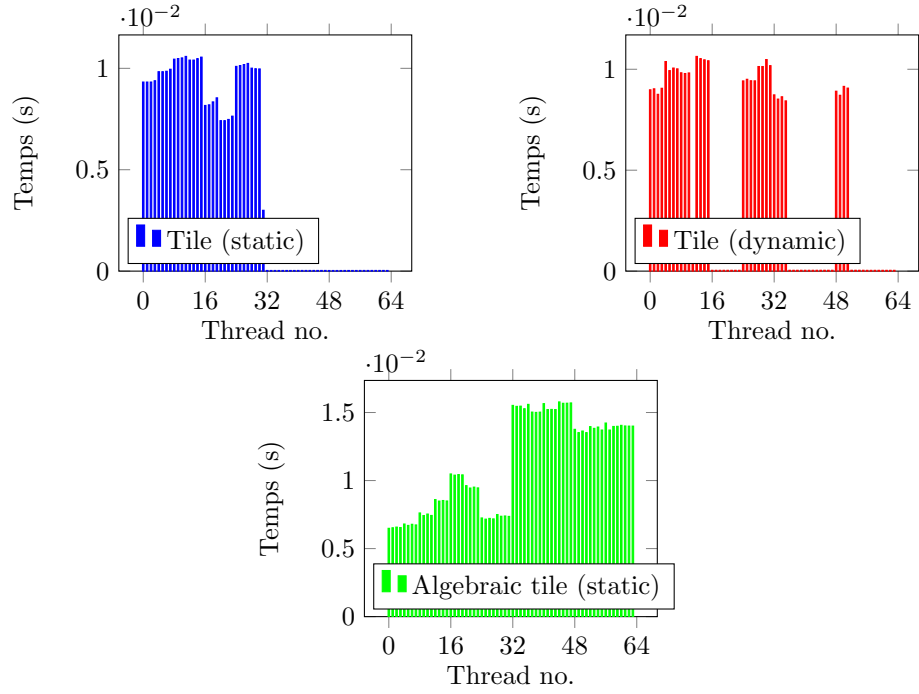 ·10⁻²
1
0.5
0
Temps (s)
Tile (static)
0 16 32 48 64
Thread no.
·10⁻²
1
0.5
0
Temps (s)
Tile (dynamic)
0 16 32 48 64
Thread no.
·10⁻²
1.5
1
0.5
0
Temps (s)
Algebraic tile (static)
0 16 32 48 64
Thread no.